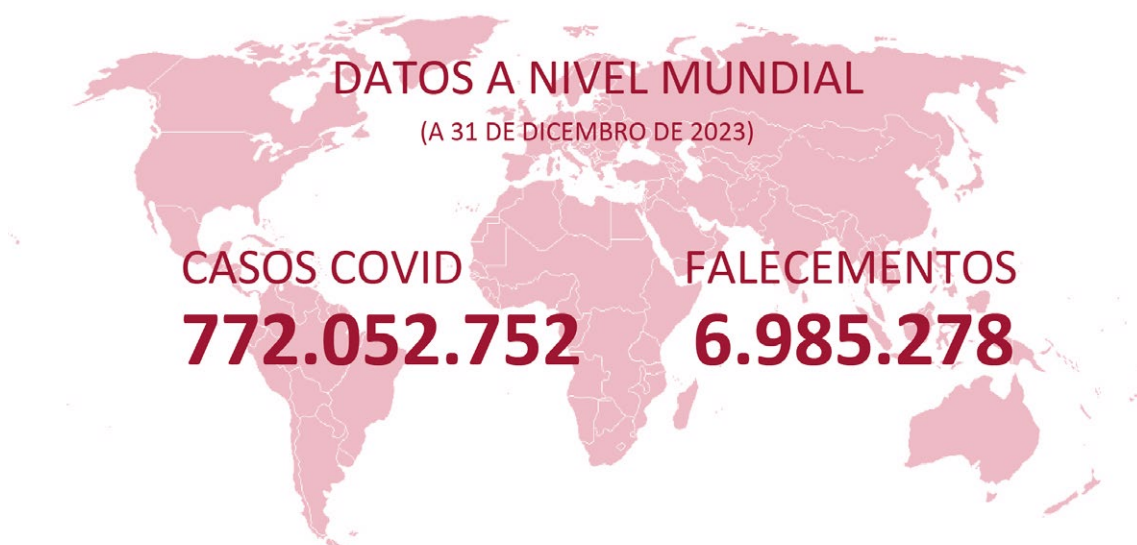 DATOS A NIVEL MUNDIAL
(A 31 DE DICEMBRO DE 2023)
CASOS COVID
772.052.752
FALECEMENTOS
6.985.278